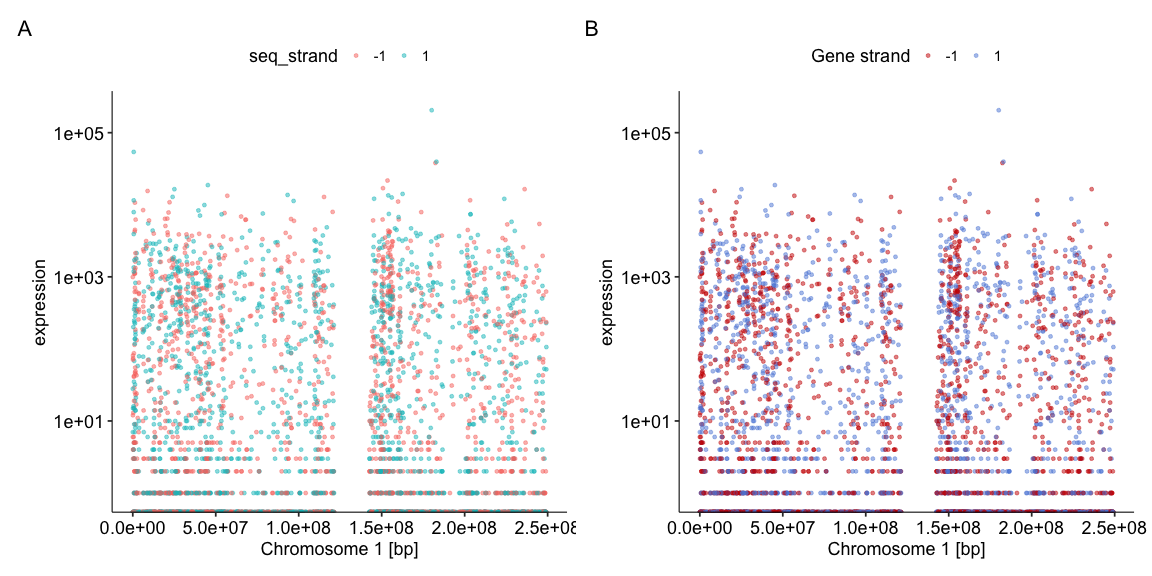 A
seq_strand -1 1
1e+05
1e+03
1e+01
expression
0.0e+00 5.0e+07 1.0e+08 1.5e+08 2.0e+08 2.5e+08
Chromosome 1 [bp]
B
Gene strand -1 1
1e+05
1e+03
1e+01
expression
0.0e+00 5.0e+07 1.0e+08 1.5e+08 2.0e+08 2.5e+08
Chromosome 1 [bp]